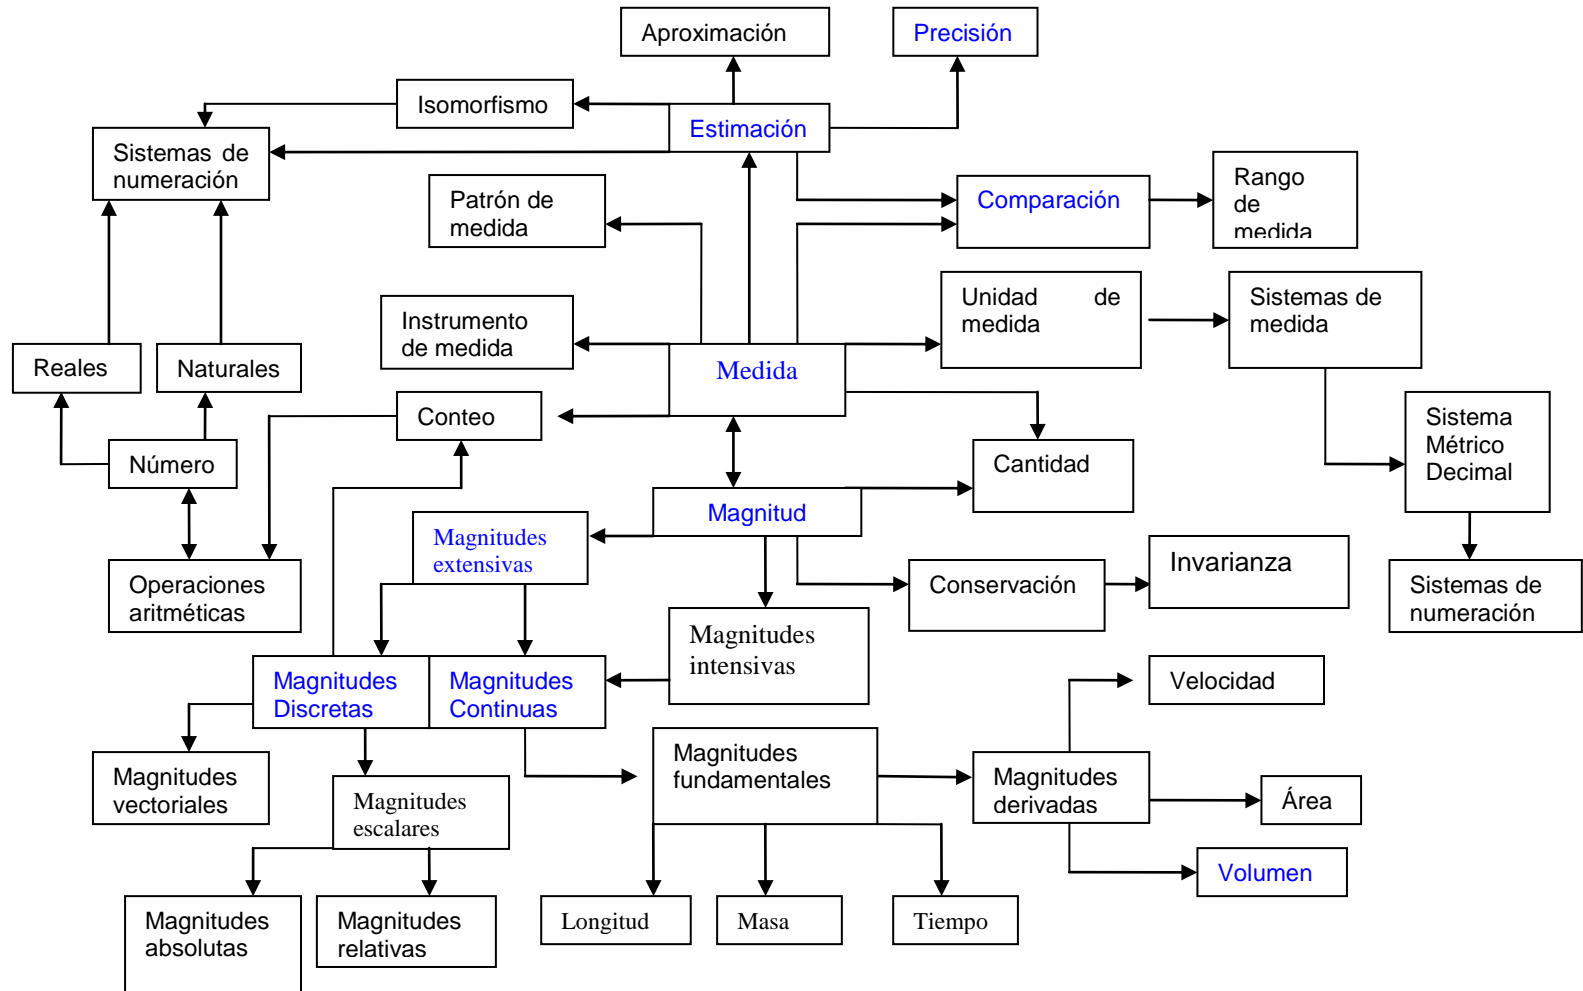 Aproximación
Precisión
Isomorfismo
Estimación
Sistemas de
numeración
Patrón de
medida
Comparación
Rango
de
medida
Instrumento
de medida
Medida
Unidad de
medida
Sistemas de
medida
Reales
Naturales
Conteo
Número
Cantidad
Sistema
Métrico
Decimal
Magnitud
Magnitudes
extensivas
Operaciones
aritméticas
Conservación
Invarianza
Sistemas de
numeración
Magnitudes
intensivas
Magnitudes
Discretas
Magnitudes
Continuas
Velocidad
Magnitudes
vectoriales
Magnitudes
escalares
Magnitudes
fundamentales
Magnitudes
derivadas
Área
Volumen
Magnitudes
absolutas
Magnitudes
relativas
Longitud
Masa
Tiempo